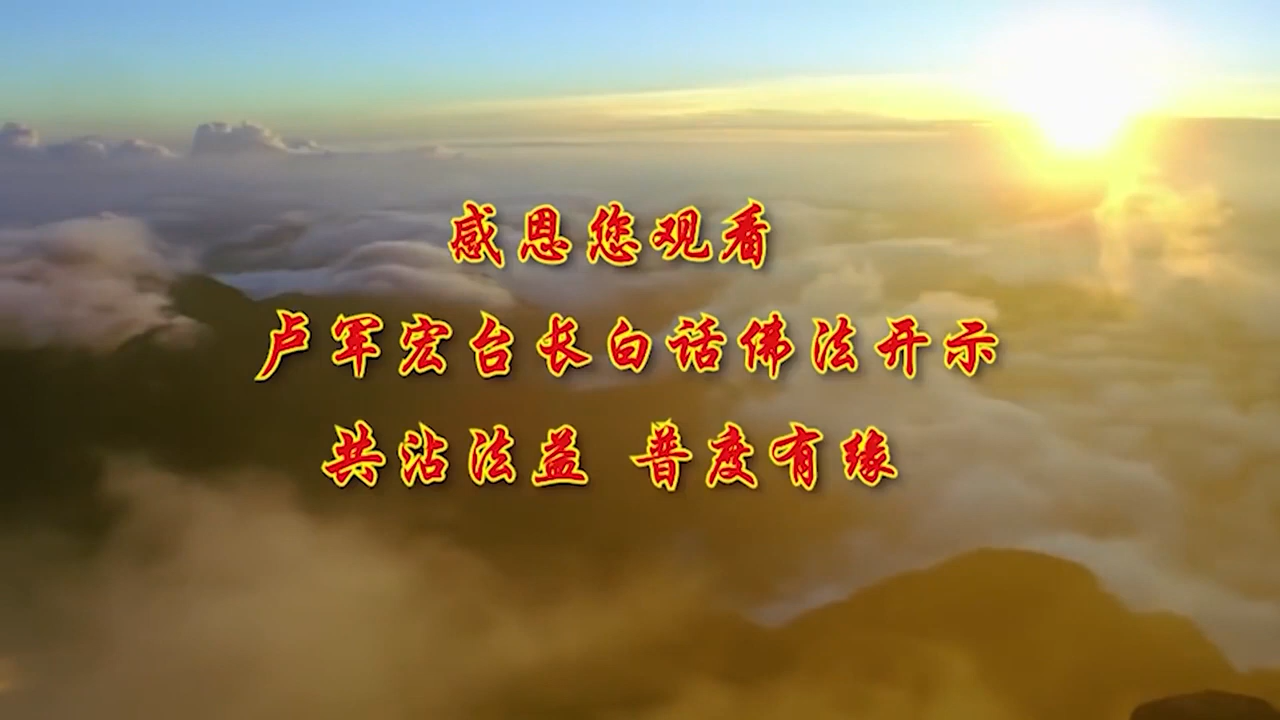 感恩您观看
卢军宏台长白话佛法开示
共沾法益 普度有缘